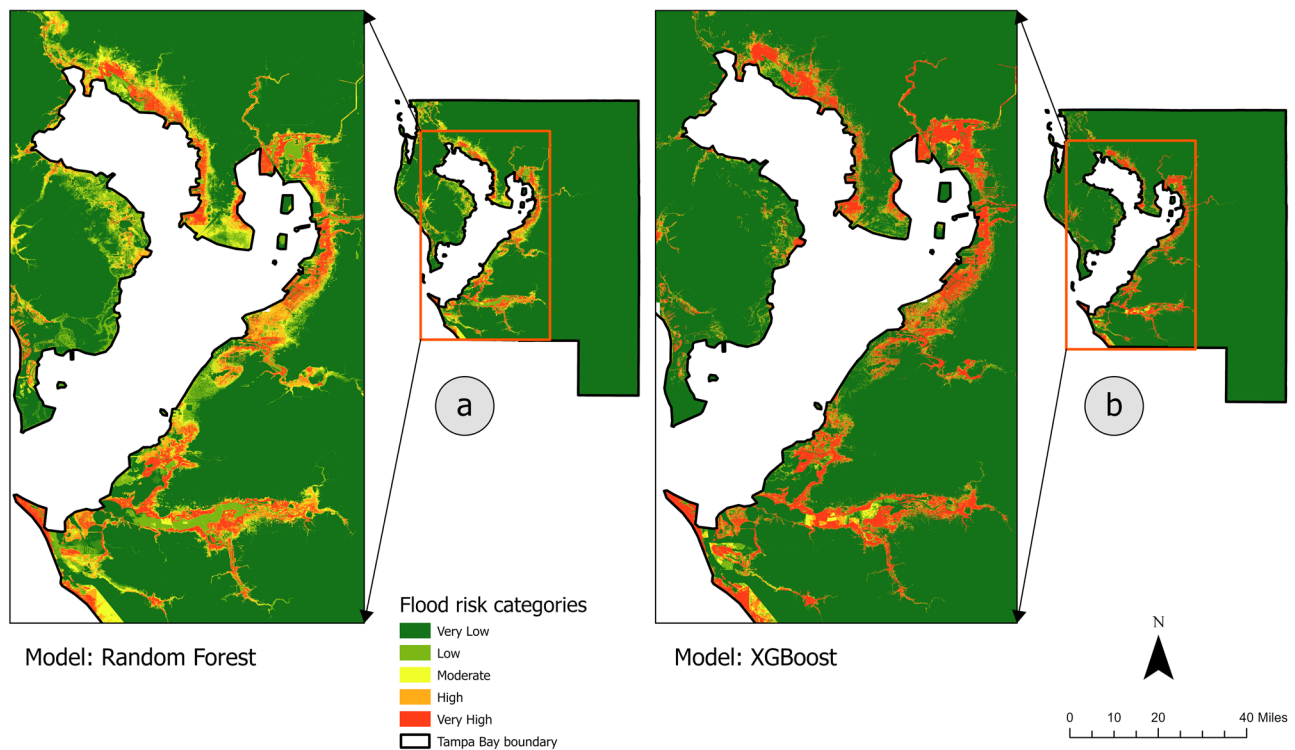 a
b
Model: Random Forest
Model: XGBoost
Flood risk categories
Very Low
Low
Moderate
High
Very High
Tampa Bay boundary
N
0 10 20 40 Miles